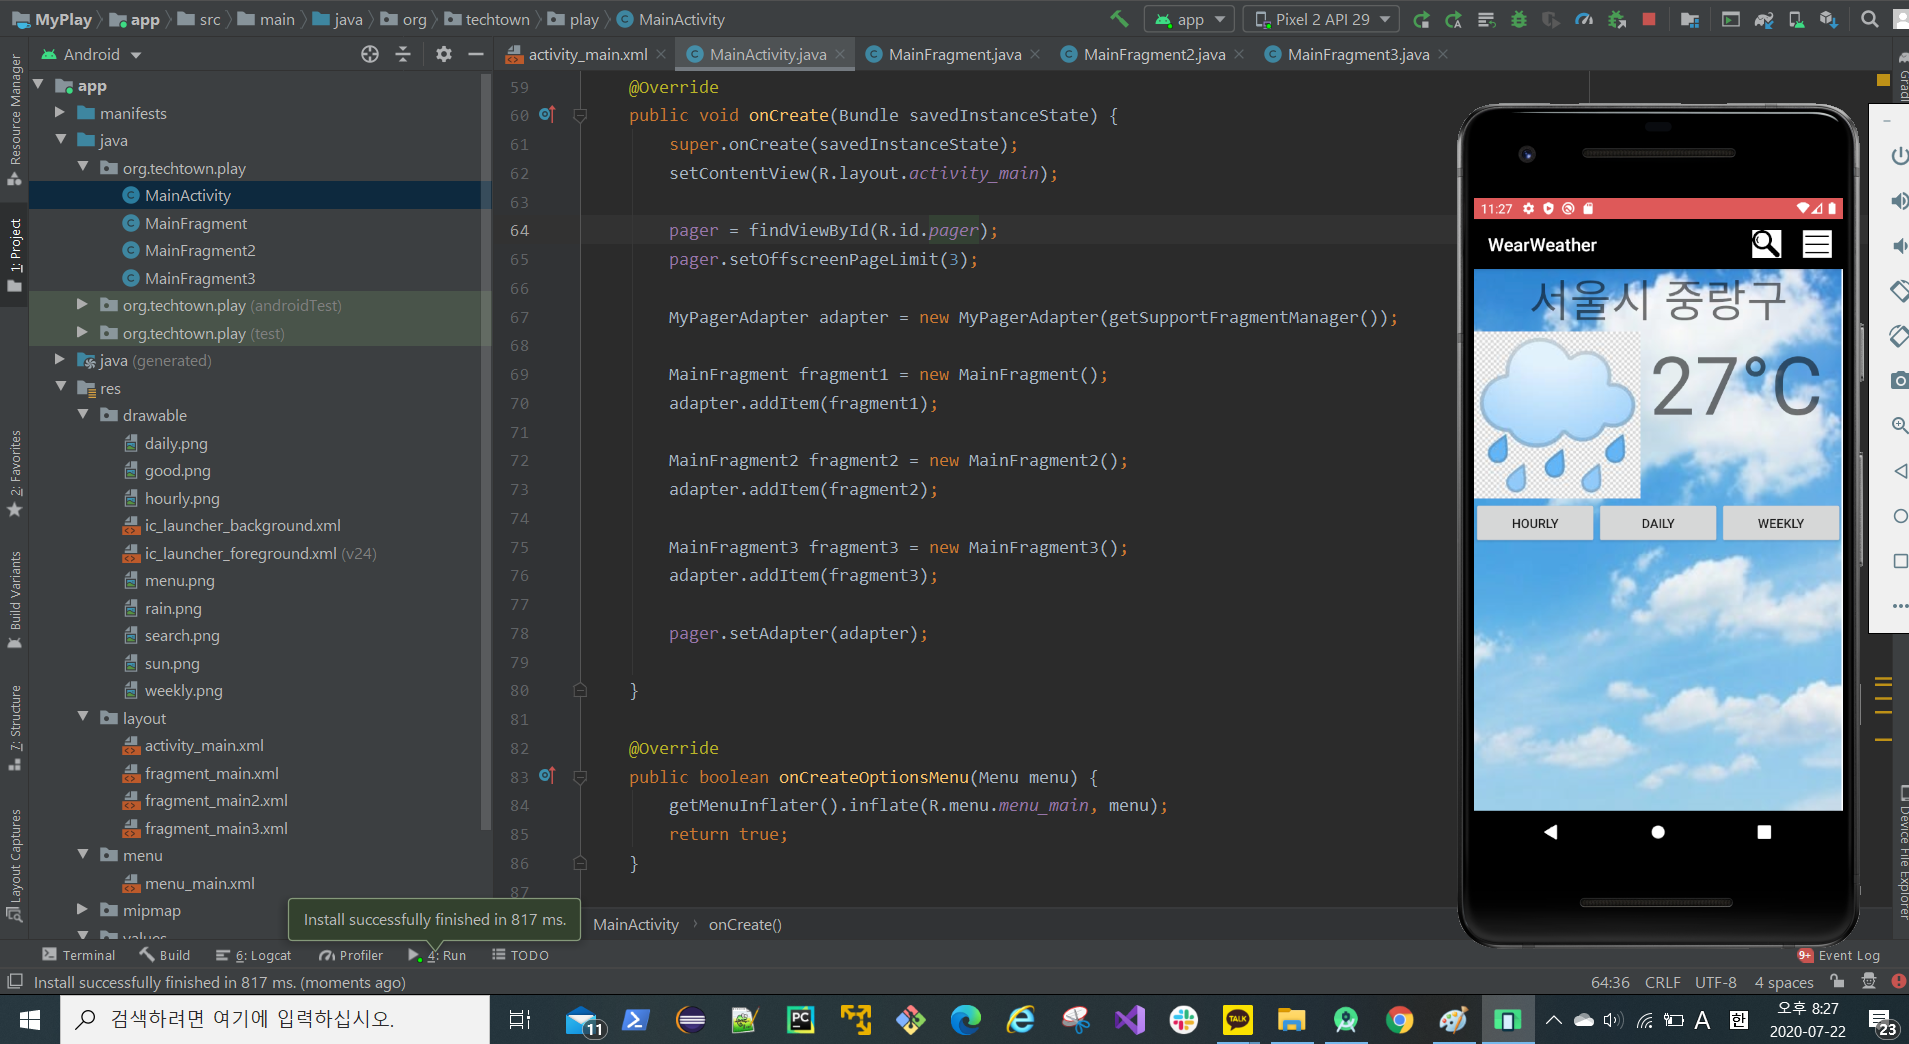 MyPlay app src main java org techtown play MainActivity
app Pixel 2 API 29
Android
activity_main.xml MainActivity.java MainFragment.java MainFragment2.java MainFragment3.java
Resource Manager
1: Project
2: Favorites
Build Variants
7: Structure
Layout Captures
app
manifests
java
org.techtown.play
MainActivity
MainFragment
MainFragment2
MainFragment3
org.techtown.play (androidTest)
org.techtown.play (test)
java (generated)
res
drawable
daily.png
good.png
hourly.png
ic_launcher_background.xml
ic_launcher_foreground.xml (v24)
menu.png
rain.png
search.png
sun.png
weekly.png
layout
activity_main.xml
fragment_main.xml
fragment_main2.xml
fragment_main3.xml
menu
menu_main.xml
mipmap
values
59 @Override
60 public void onCreate(Bundle savedInstanceState) {
61 super.onCreate(savedInstanceState);
62 setContentView(R.layout.activity_main);
63
64 pager = findViewById(R.id.pager);
65 pager.setOffscreenPageLimit(3);
66
67 MyPagerAdapter adapter = new MyPagerAdapter(getSupportFragmentManager());
68
69 MainFragment fragment1 = new MainFragment();
70 adapter.addItem(fragment1);
71
72 MainFragment2 fragment2 = new MainFragment2();
73 adapter.addItem(fragment2);
74
75 MainFragment3 fragment3 = new MainFragment3();
76 adapter.addItem(fragment3);
77
78 pager.setAdapter(adapter);
79
80 }
81
82 @Override
83 public boolean onCreateOptionsMenu(Menu menu) {
84 getMenuInflater().inflate(R.menu.menu_main, menu);
85 return true;
86 }
87
11:27
WearWeather
서울시 중랑구
27°C
HOURLY DAILY WEEKLY
Device File Explorer
Install successfully finished in 817 ms.
MainActivity onCreate()
Terminal Build 6: Logcat Profiler 4: Run TODO 9+ Event Log
Install successfully finished in 817 ms. (moments ago) 64:36 CRLF UTF-8 4 spaces
검색하려면 여기에 입력하십시오.
11
PC
TALK
A 한
오후 8:27
2020-07-22
23